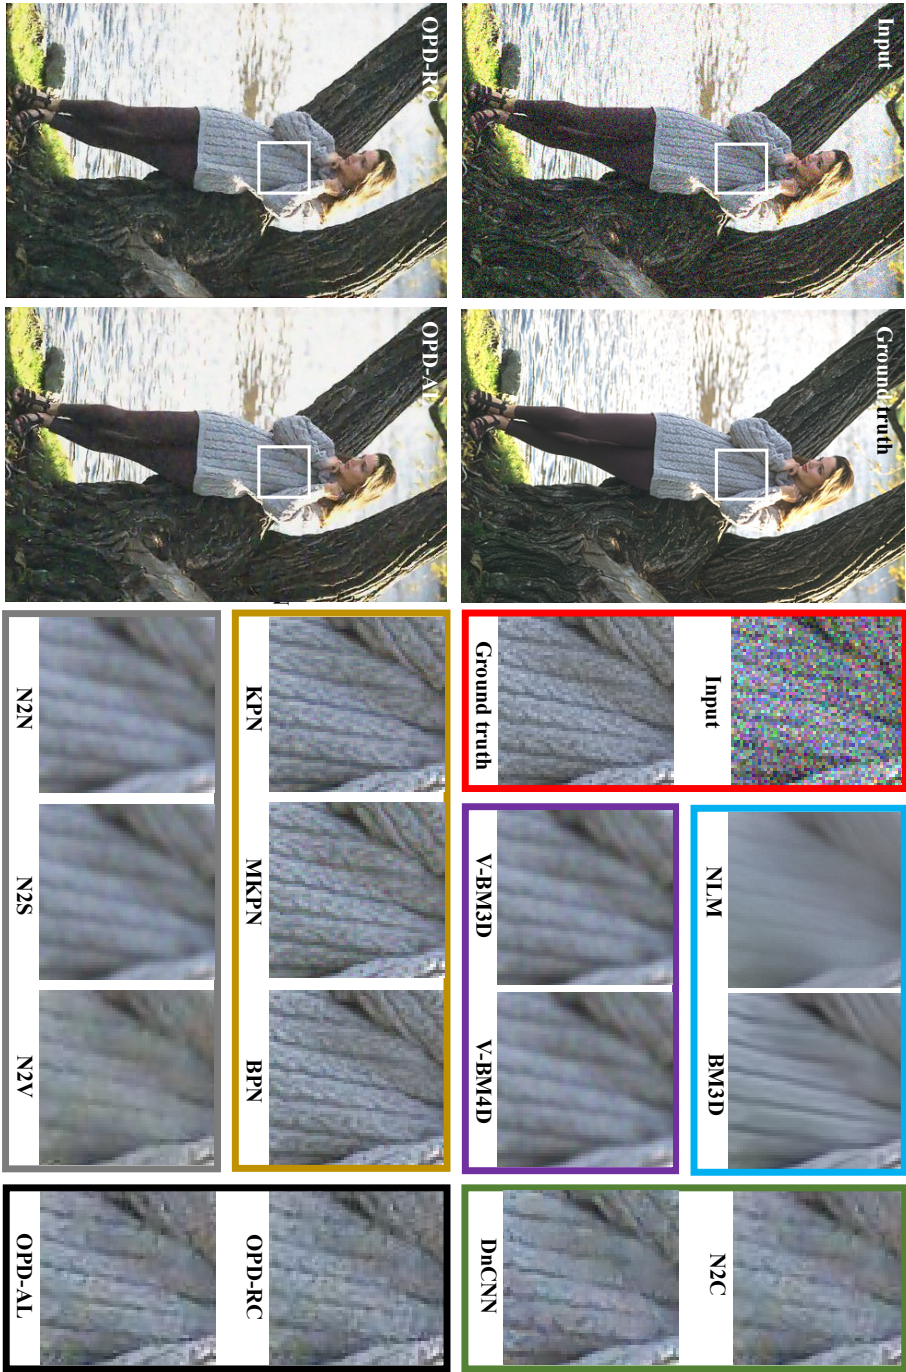 Input
Ground truth
OPD-RC
OPD-AL
Input
NLM
BM3D
N2C
Ground truth
V-BM3D
V-BM4D
DnCNN
KPN
MKPN
BPN
OPD-RC
N2N
N2S
N2V
OPD-AL